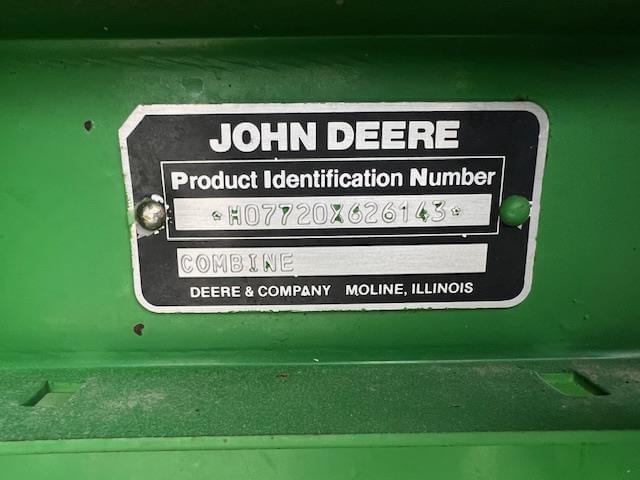 JOHN DEERE
Product Identification Number
*H07720X626143*
COMBINE
DEERE & COMPANY MOLINE, ILLINOIS